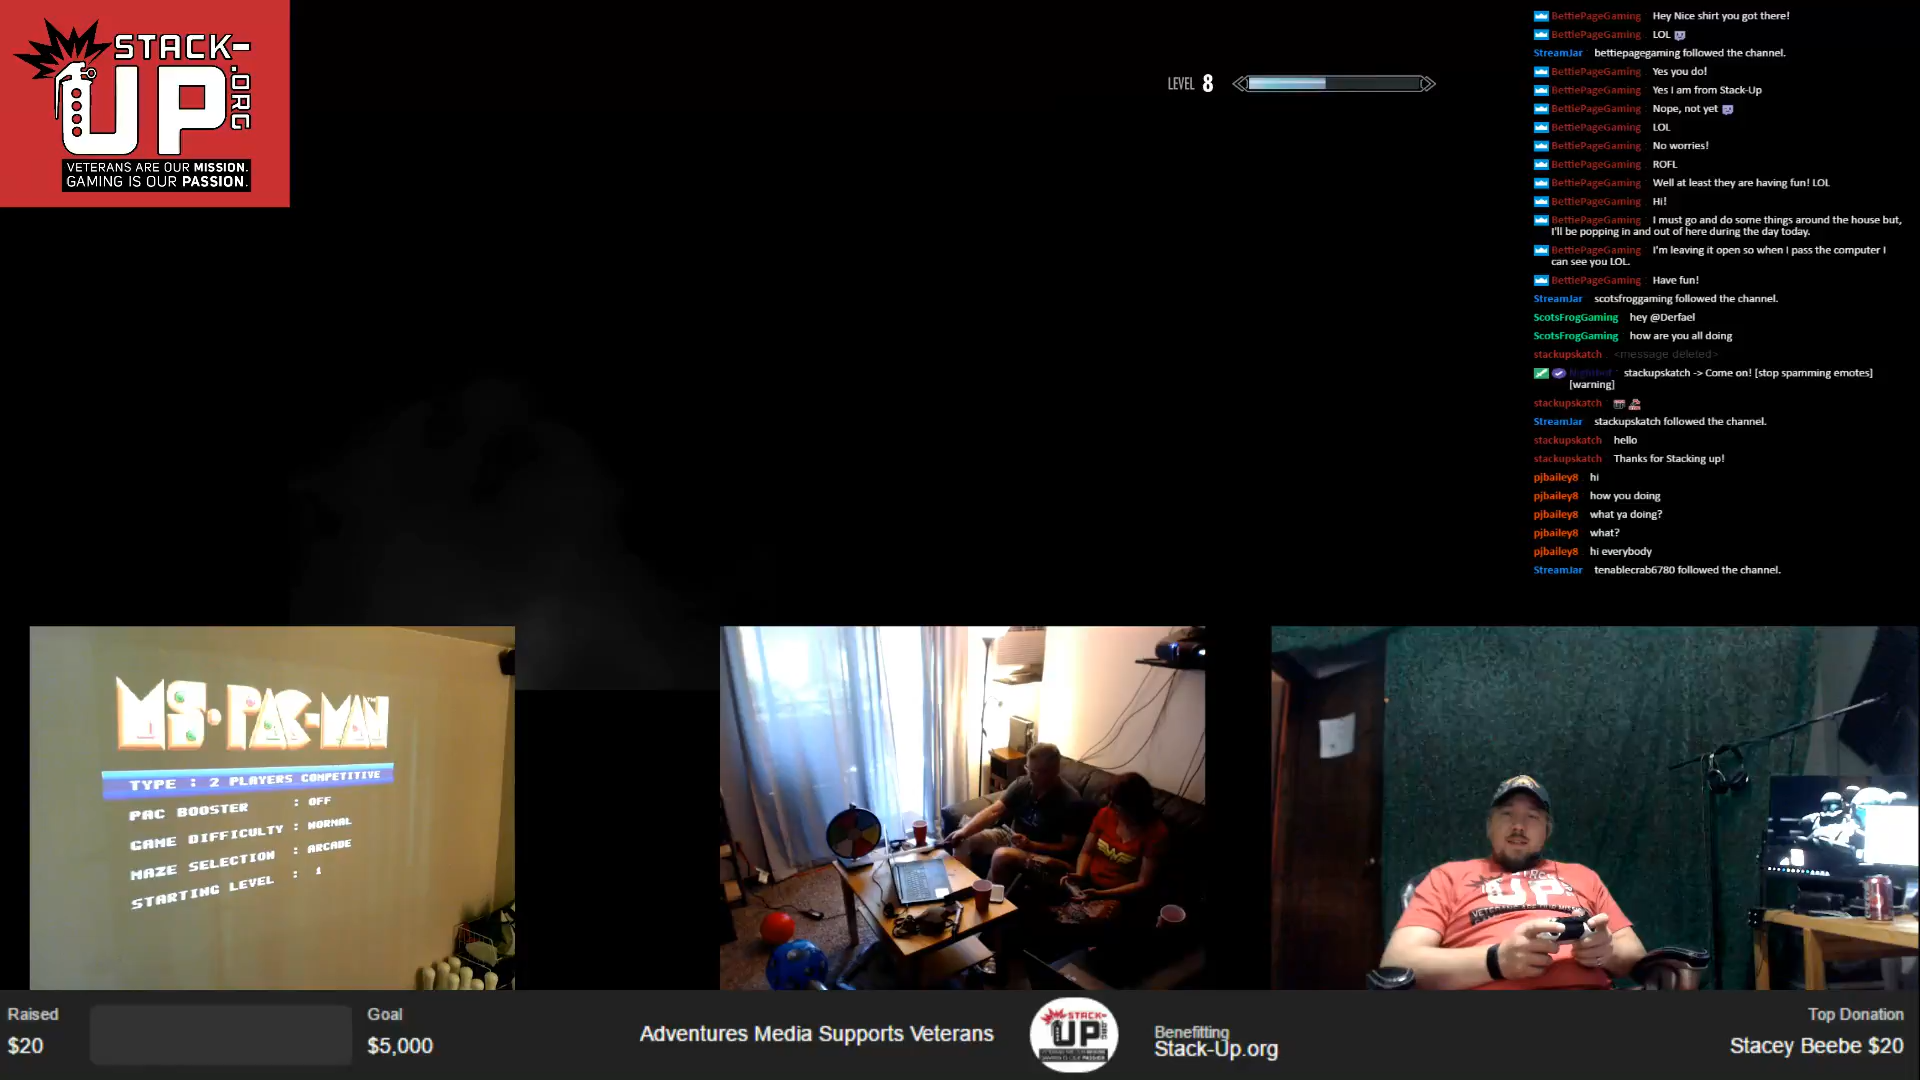 STACK-
UP
.ORG
VETERANS ARE OUR MISSION.
GAMING IS OUR PASSION.
LEVEL 8
BettiePageGaming Hey Nice shirt you got there!
BettiePageGaming LOL
StreamJar bettiepagegaming followed the channel.
BettiePageGaming Yes you do!
BettiePageGaming Yes I am from Stack-Up
BettiePageGaming Nope, not yet
BettiePageGaming LOL
BettiePageGaming No worries!
BettiePageGaming ROFL
BettiePageGaming Well at least they are having fun! LOL
BettiePageGaming Hi!
BettiePageGaming I must go and do some things around the house but,
I'll be popping in and out of here during the day today.
BettiePageGaming I'm leaving it open so when I pass the computer I
can see you LOL.
BettiePageGaming Have fun!
StreamJar scotsfroggaming followed the channel.
ScotsFrogGaming hey @Derfael
ScotsFrogGaming how are you all doing
stackupskatch <message deleted>
Nightbot stackupskatch -> Come on! [stop spamming emotes]
[warning]
stackupskatch
StreamJar stackupskatch followed the channel.
stackupskatch hello
stackupskatch Thanks for Stacking up!
pjbailey8 hi
pjbailey8 how you doing
pjbailey8 what ya doing?
pjbailey8 what?
pjbailey8 hi everybody
StreamJar tenablecrab6780 followed the channel.
MS. PAC-MAN
TYPE : 2 PLAYERS COMPETITIVE
PAC BOOSTER : OFF
GAME DIFFICULTY : NORMAL
MAZE SELECTION : ARCADE
STARTING LEVEL : 1
STACK-
UP
VETERANS ARE OUR MISSION
Raised
$20
Goal
$5,000
Adventures Media Supports Veterans
STACK-
UP
Benefitting
Stack-Up.org
Top Donation
Stacey Beebe $20